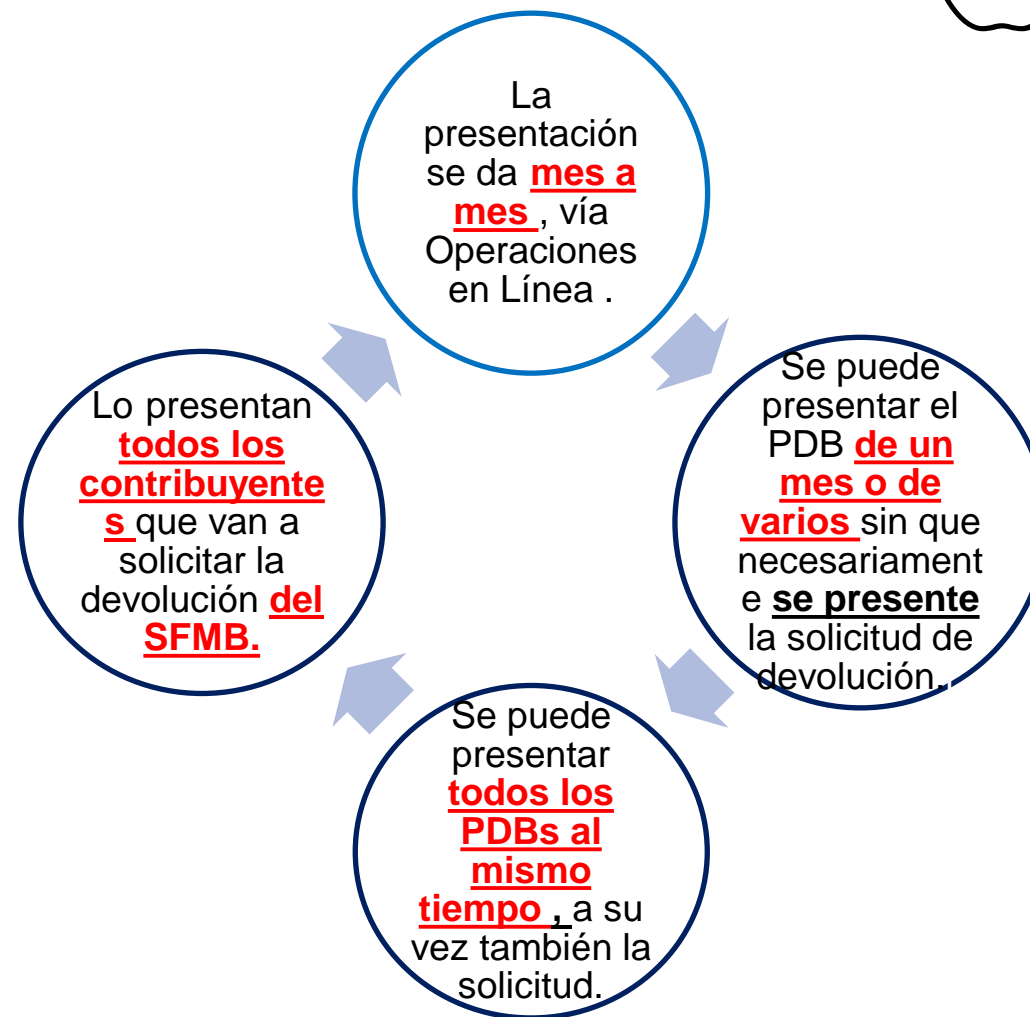 La
presentación
se da mes a
mes , vía
Operaciones
en Línea .
Se puede
presentar el
PDB de un
mes o de
varios sin que
necesariament
e se presente
la solicitud de
devolución.
Se puede
presentar
todos los
PDBs al
mismo
tiempo , a su
vez también la
solicitud.
Lo presentan
todos los
contribuyente
s que van a
solicitar la
devolución del
SFMB.